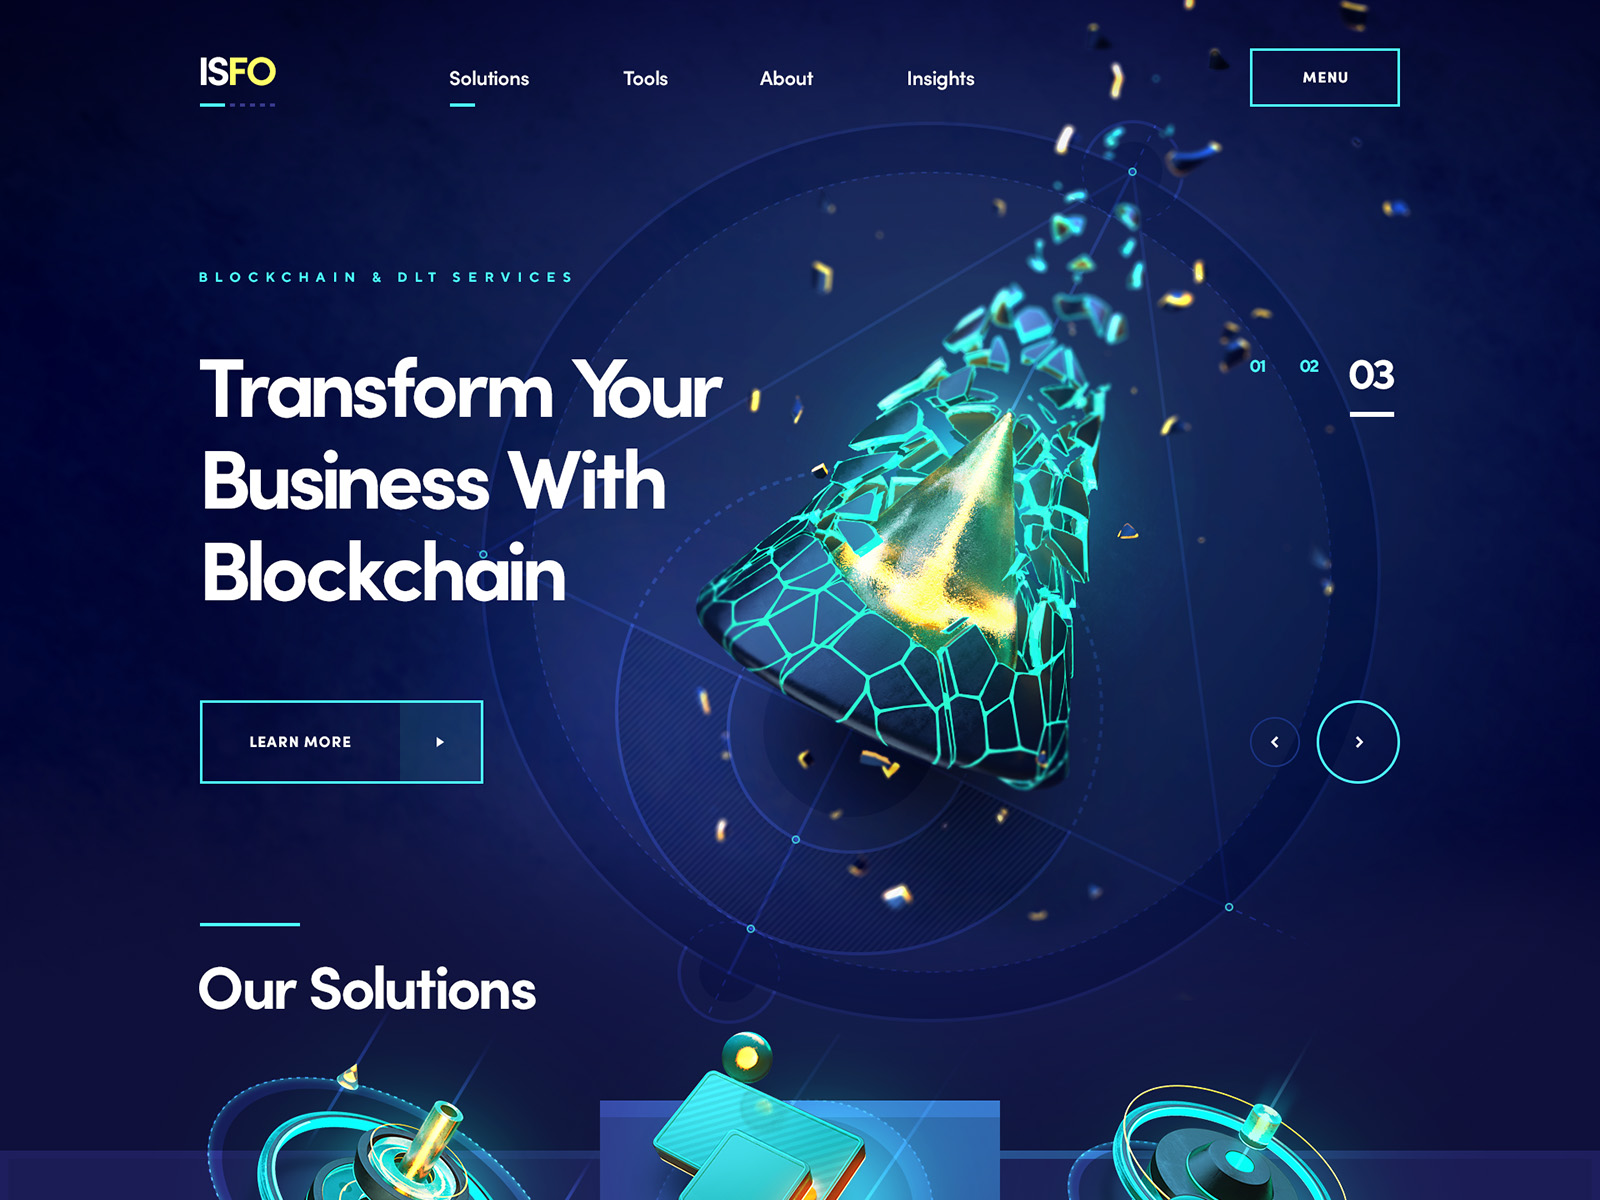 ISFO
Solutions
Tools
About
Insights
MENU
BLOCKCHAIN & DLT SERVICES
Transform Your
Business With
Blockchain
01
02
03
LEARN MORE
Our Solutions